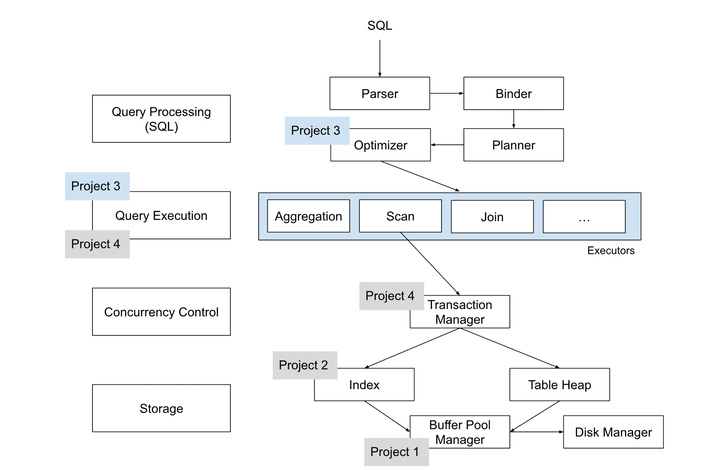 SQL
Parser
Binder
Query Processing
(SQL)
Project 3
Optimizer
Planner
Project 3
Query Execution
Project 4
Aggregation
Scan
Join
...
Executors
Project 4
Transaction
Manager
Concurrency Control
Project 2
Index
Table Heap
Storage
Buffer Pool
Manager
Disk Manager
Project 1